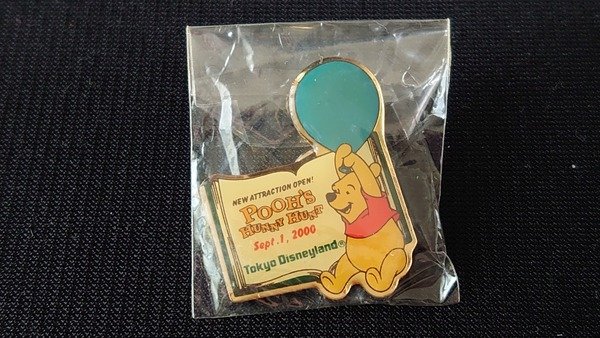 NEW ATTRACTION OPEN!
POOH'S
HUNNY HUNT
Sept. 1, 2000
Tokyo Disneyland®